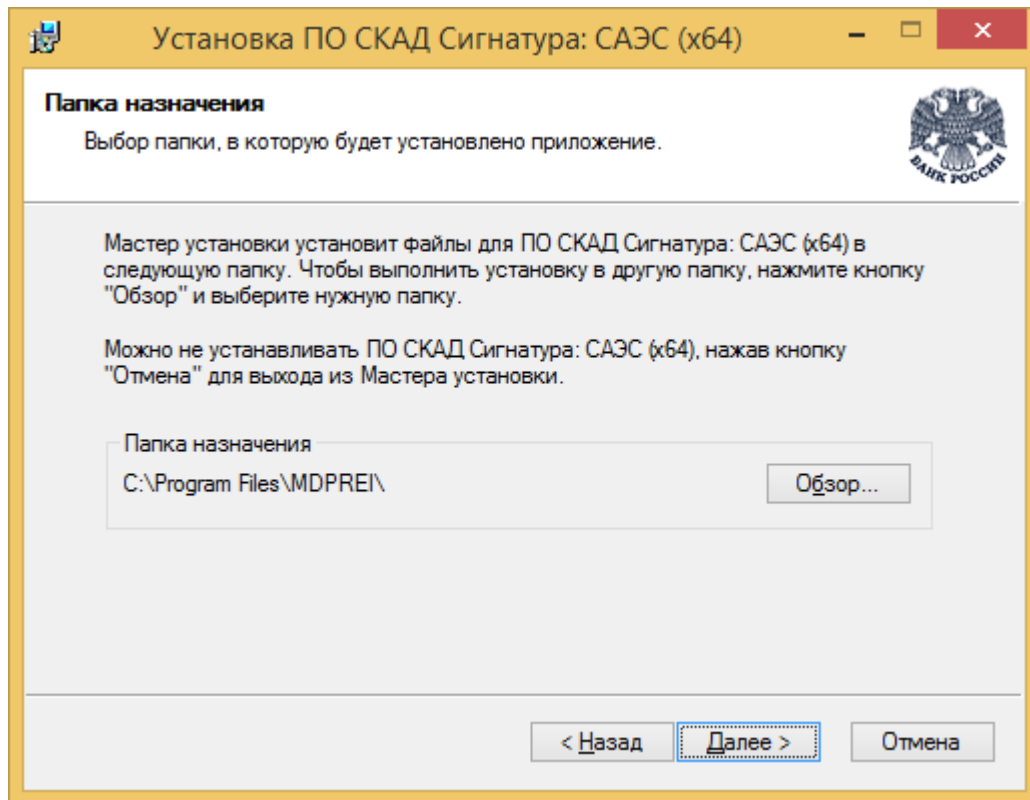 Установка ПО СКАД Сигнатура: САЭС (x64)
Папка назначения
Выбор папки, в которую будет установлено приложение.
БАНК РОССИИ
Мастер установки установит файлы для ПО СКАД Сигнатура: САЭС (x64) в
следующую папку. Чтобы выполнить установку в другую папку, нажмите кнопку
"Обзор" и выберите нужную папку.
Можно не устанавливать ПО СКАД Сигнатура: САЭС (x64), нажав кнопку
"Отмена" для выхода из Мастера установки.
Папка назначения
C:\Program Files\MDPREI\
Обзор...
< Назад
Далее >
Отмена